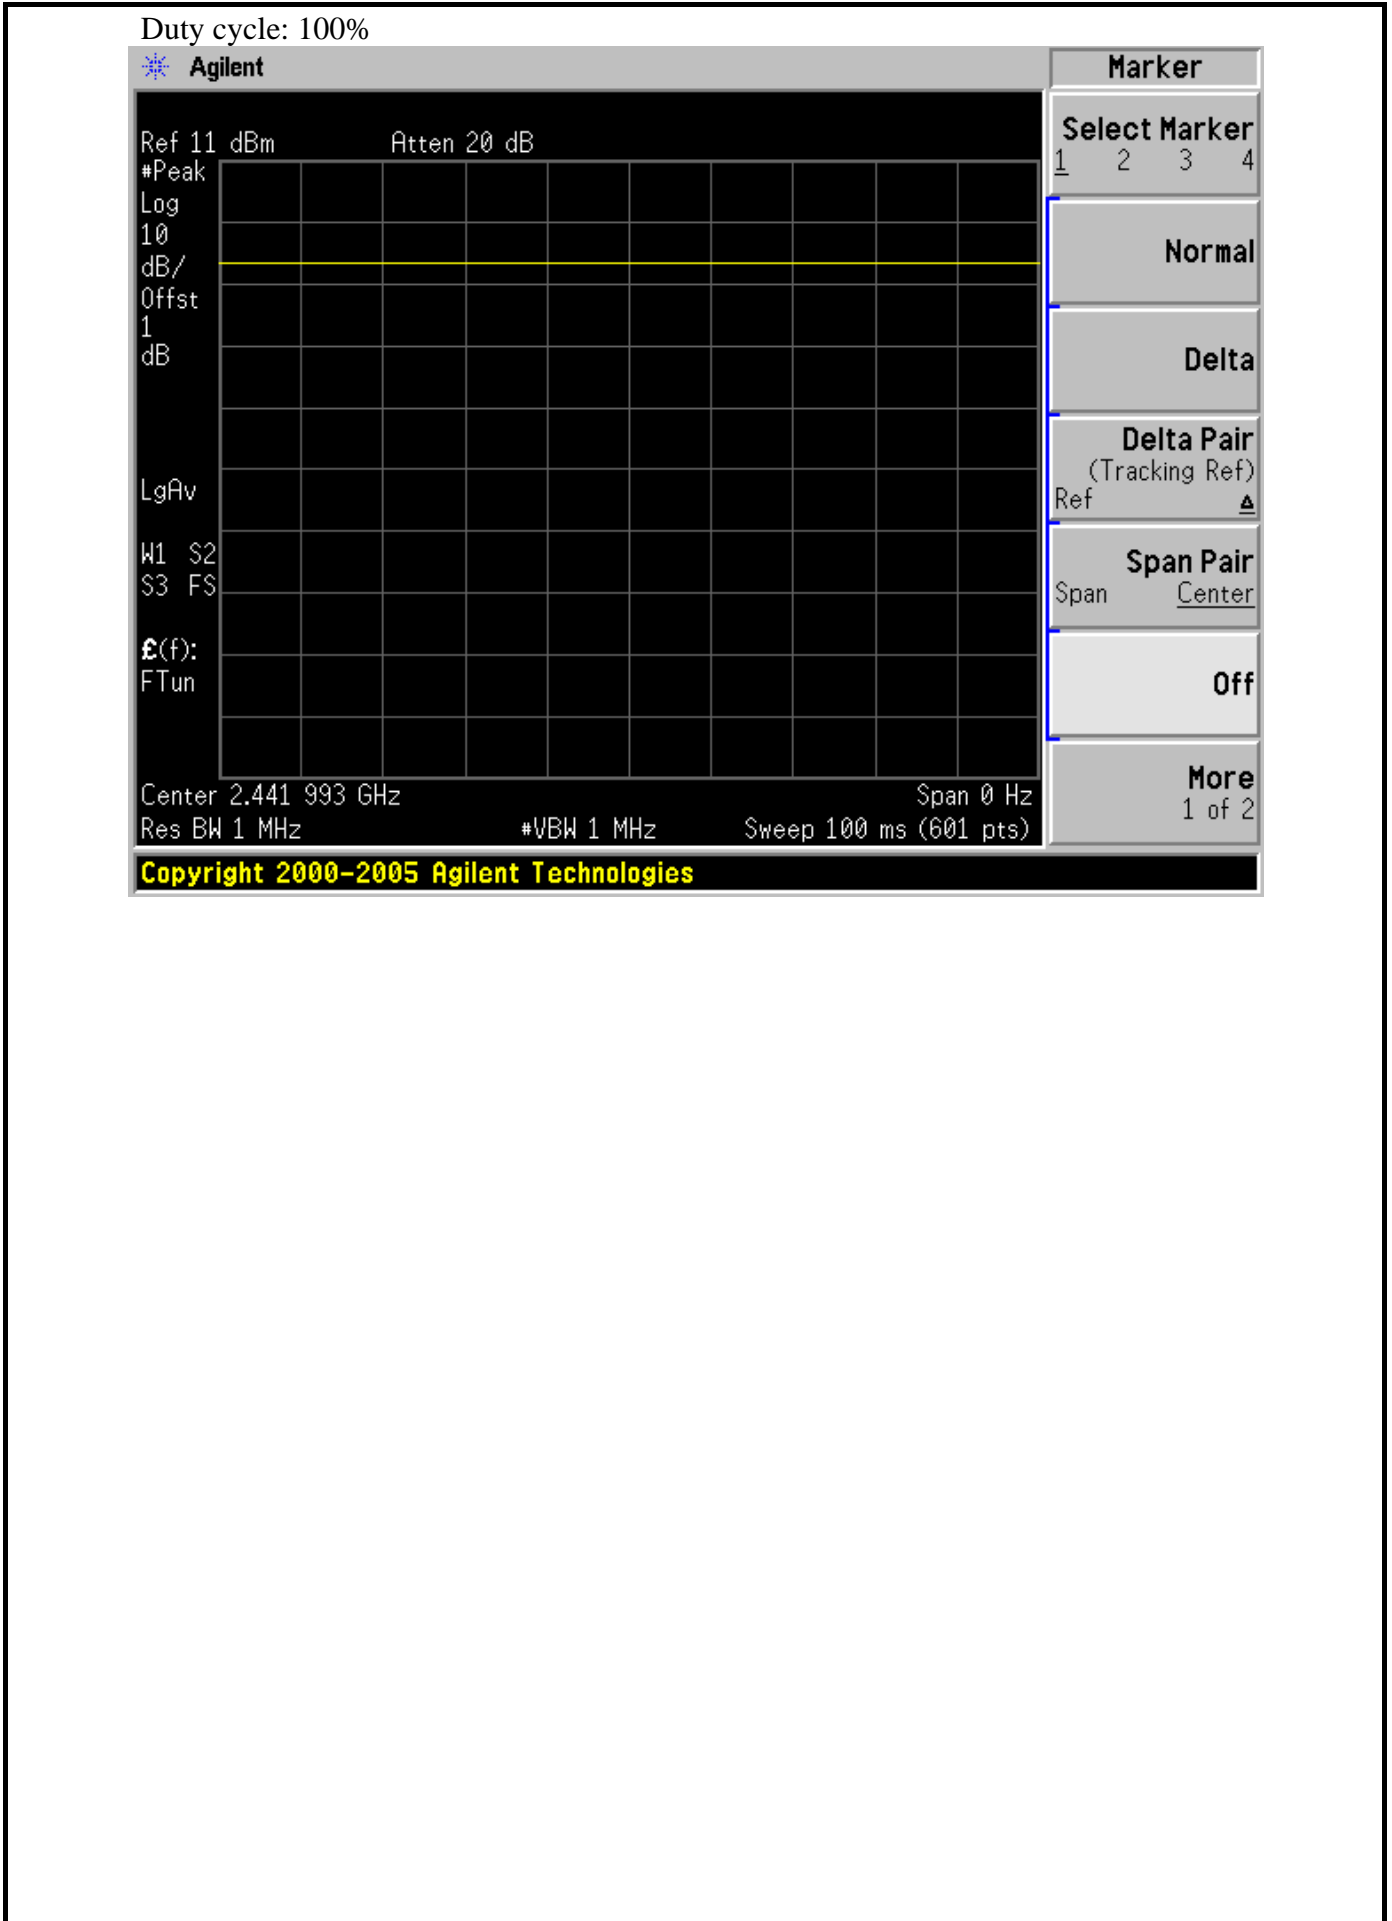 Duty cycle: 100%
Agilent
Marker
Ref 11 dBm Atten 20 dB
#Peak
Log
10
dB/
Offst
1
dB
LgAv
W1 S2
S3 FS
£(f):
FTun
Center 2.441 993 GHz Span 0 Hz
Res BW 1 MHz #VBW 1 MHz Sweep 100 ms (601 pts)
Copyright 2000-2005 Agilent Technologies
Select Marker
1 2 3 4
Normal
Delta
Delta Pair
(Tracking Ref)
Ref Δ
Span Pair
Span Center
Off
More
1 of 2